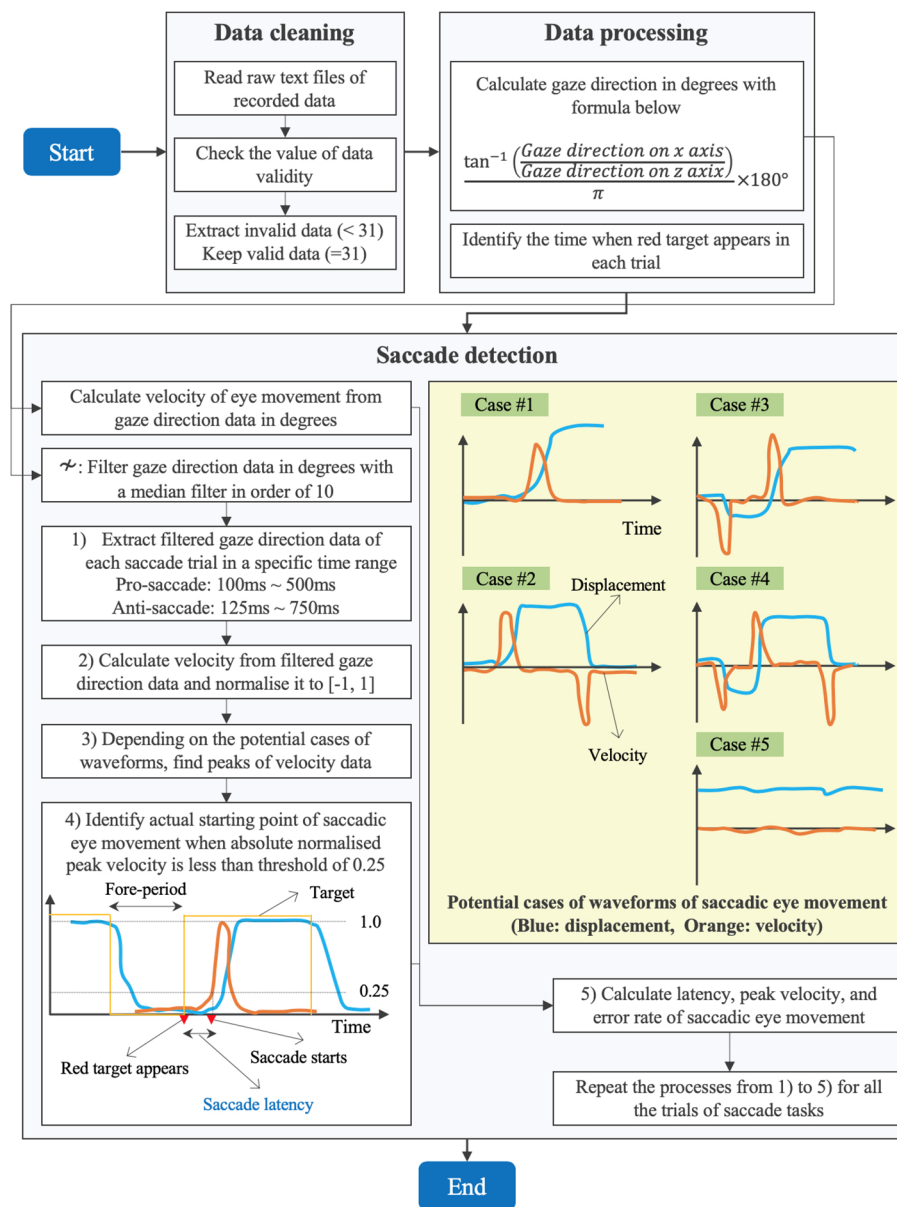 Data cleaning
Read raw text files of
recorded data
Start
Check the value of data
validity
Extract invalid data (< 31)
Keep valid data (=31)
Data processing
Calculate gaze direction in degrees with
formula below
tan⁻¹ (Gaze direction on x axis / Gaze direction on z axix) / π ×180°
Identify the time when red target appears in
each trial
Saccade detection
Calculate velocity of eye movement from
gaze direction data in degrees
≁: Filter gaze direction data in degrees with
a median filter in order of 10
1) Extract filtered gaze direction data of
each saccade trial in a specific time range
Pro-saccade: 100ms ~ 500ms
Anti-saccade: 125ms ~ 750ms
2) Calculate velocity from filtered gaze
direction data and normalise it to [-1, 1]
3) Depending on the potential cases of
waveforms, find peaks of velocity data
4) Identify actual starting point of saccadic
eye movement when absolute normalised
peak velocity is less than threshold of 0.25
Fore-period
Target
1.0
0.25
Time
Red target appears
Saccade starts
Saccade latency
Case #1
Time
Case #2
Displacement
Velocity
Case #3
Case #4
Case #5
Potential cases of waveforms of saccadic eye movement
(Blue: displacement, Orange: velocity)
5) Calculate latency, peak velocity, and
error rate of saccadic eye movement
Repeat the processes from 1) to 5) for all
the trials of saccade tasks
End